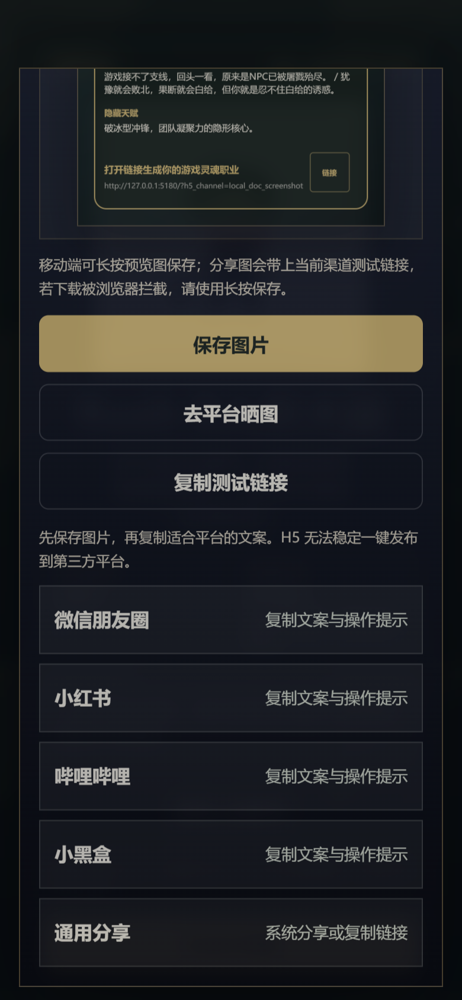 游戏接不了支线，回头一看，原来是NPC已被屠戮殆尽。 / 犹
豫就会败北，果断就会白给，但你就是忍不住白给的诱惑。
隐藏天赋
破冰型冲锋，团队凝聚力的隐形核心。
打开链接生成你的游戏灵魂职业
http://127.0.0.1:5180/?h5_channel=local_doc_screenshot
链接
移动端可长按预览图保存；分享图会带上当前渠道测试链接，
若下载被浏览器拦截，请使用长按保存。
保存图片
去平台晒图
复制测试链接
先保存图片，再复制适合平台的文案。H5 无法稳定一键发布
到第三方平台。
微信朋友圈 复制文案与操作提示
小红书 复制文案与操作提示
哔哩哔哩 复制文案与操作提示
小黑盒 复制文案与操作提示
通用分享 系统分享或复制链接